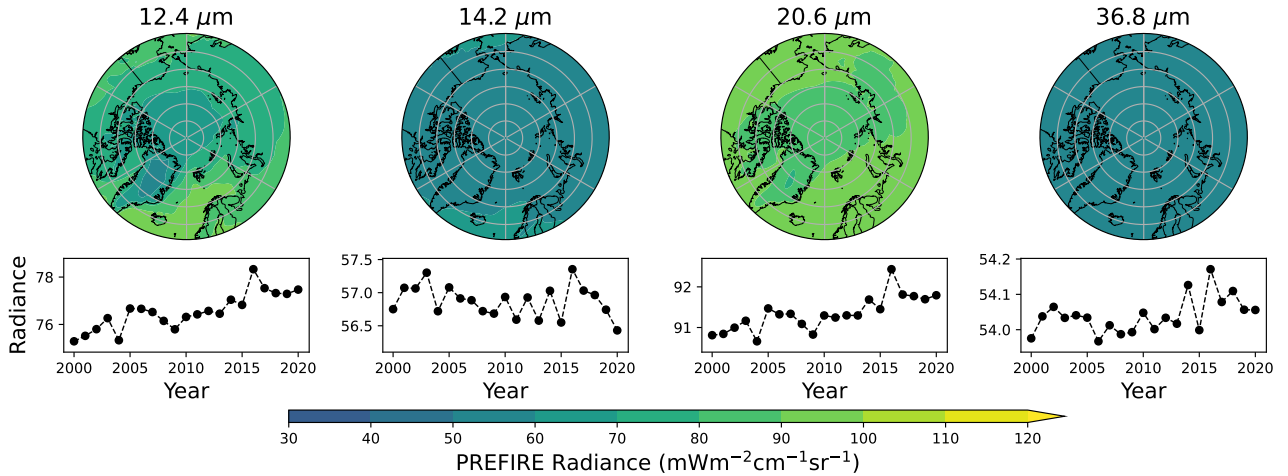 12.4 μm 14.2 μm 20.6 μm 36.8 μm
Radiance
78
76
2000 2005 2010 2015 2020
Year
57.5
57.0
56.5
2000 2005 2010 2015 2020
Year
92
91
2000 2005 2010 2015 2020
Year
54.2
54.1
54.0
2000 2005 2010 2015 2020
Year
30 40 50 60 70 80 90 100 110 120
PREFIRE Radiance (mWm⁻²cm⁻¹sr⁻¹)